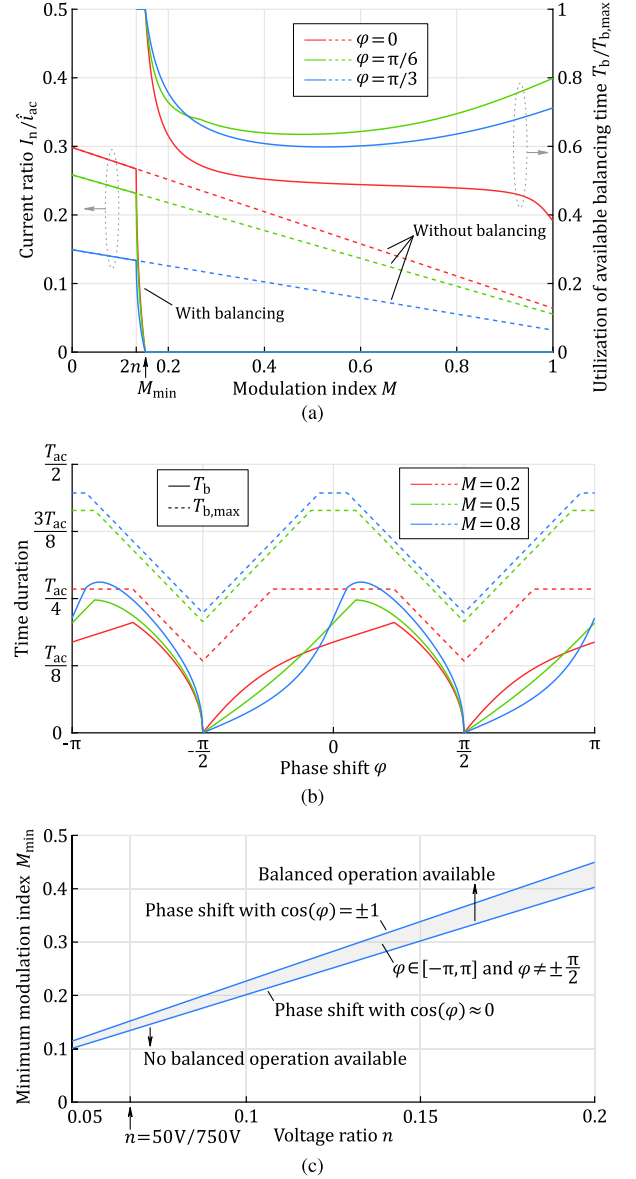 0.5
0.4
0.3
0.2
0.1
0
Current ratio Iₙ/îₐc
1
0.8
0.6
0.4
0.2
0
Utilization of available balancing time T_b/T_b,max
φ = 0
φ = π/6
φ = π/3
Without balancing
With balancing
0
2n
0.2
0.4
0.6
0.8
1
M_min
Modulation index M
(a)
T_ac/2
3T_ac/8
T_ac/4
T_ac/8
0
Time duration
T_b
T_b,max
M = 0.2
M = 0.5
M = 0.8
-π
-π/2
0
π/2
π
Phase shift φ
(b)
0.5
0.4
0.3
0.2
0.1
0
Minimum modulation index M_min
Balanced operation available
Phase shift with cos(φ) = ±1
φ∈[−π,π] and φ≠±π/2
Phase shift with cos(φ) ≈ 0
No balanced operation available
0.05
0.1
0.15
0.2
n=50V/750V
Voltage ratio n
(c)